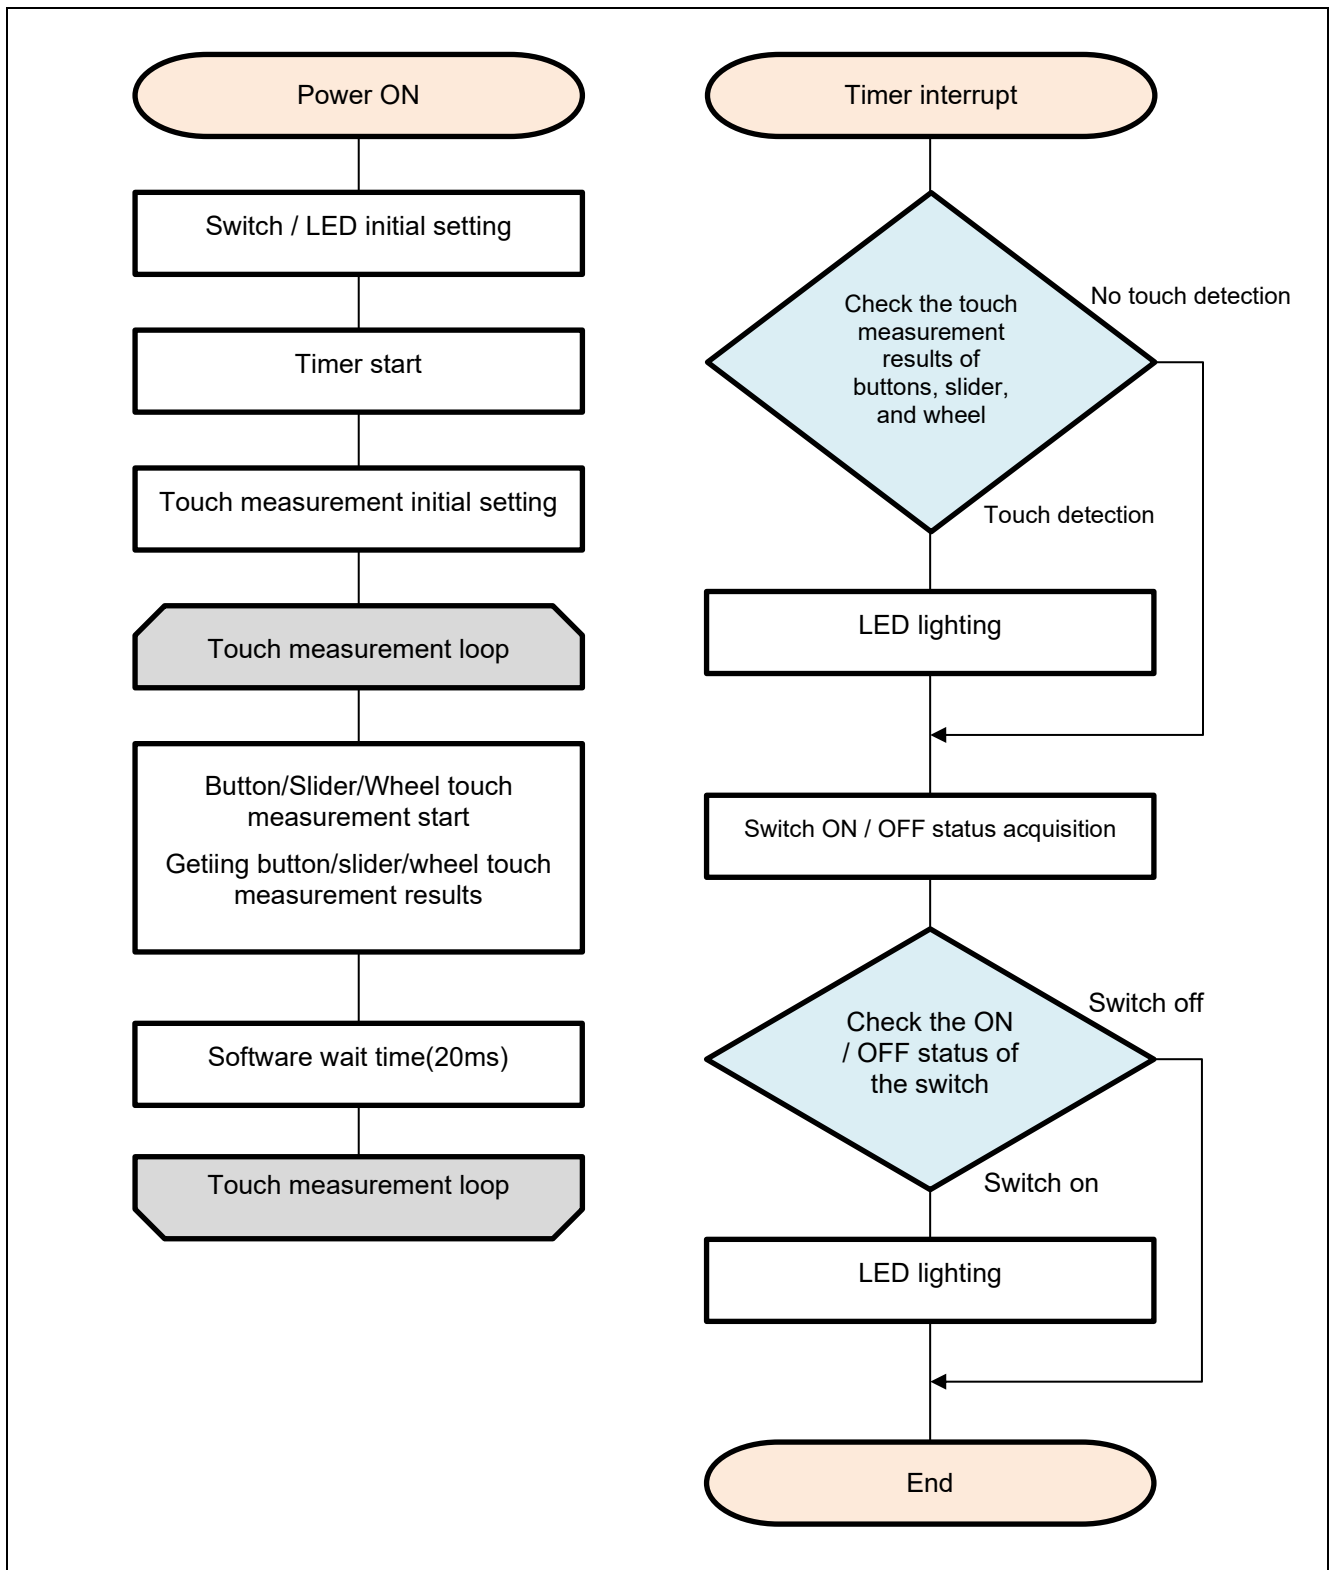 Power ON
Switch / LED initial setting
Timer start
Touch measurement initial setting
Touch measurement loop
Button/Slider/Wheel touch
measurement start
Getiing button/slider/wheel touch
measurement results
Software wait time(20ms)
Touch measurement loop
Timer interrupt
Check the touch
measurement
results of
buttons, slider,
and wheel
No touch detection
Touch detection
LED lighting
Switch ON / OFF status acquisition
Check the ON
/ OFF status of
the switch
Switch off
Switch on
LED lighting
End